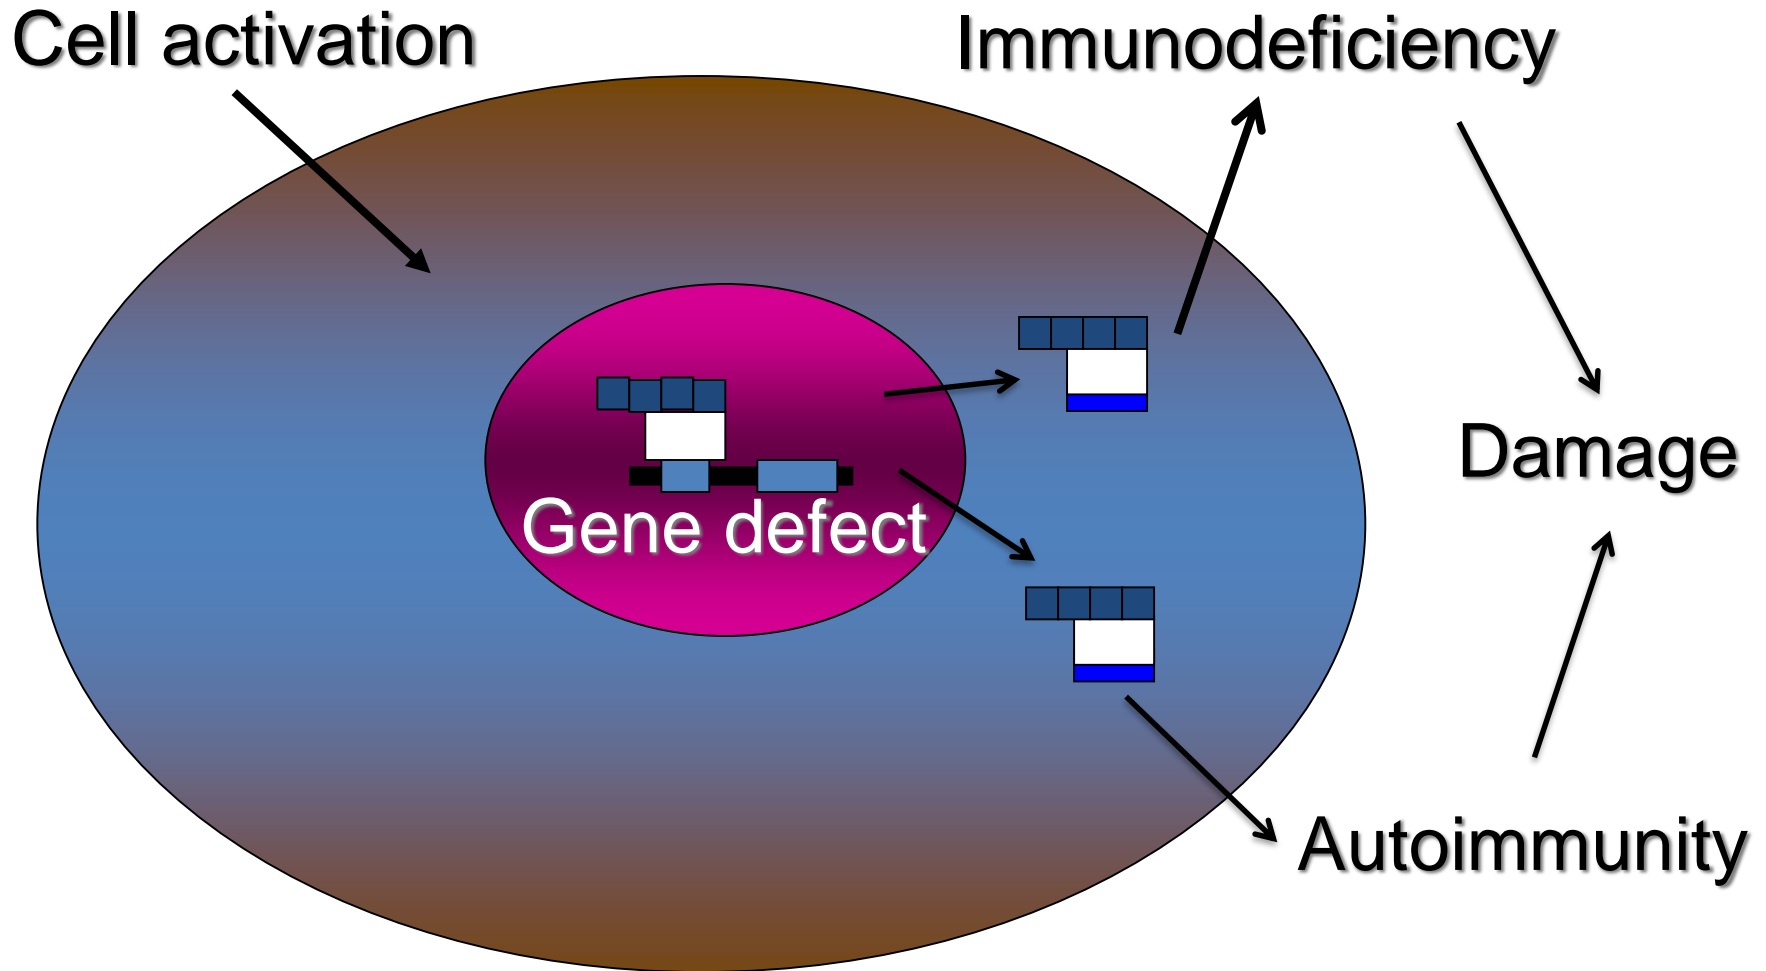 Cell activation
Immunodeficiency
Damage
Gene defect
Autoimmunity